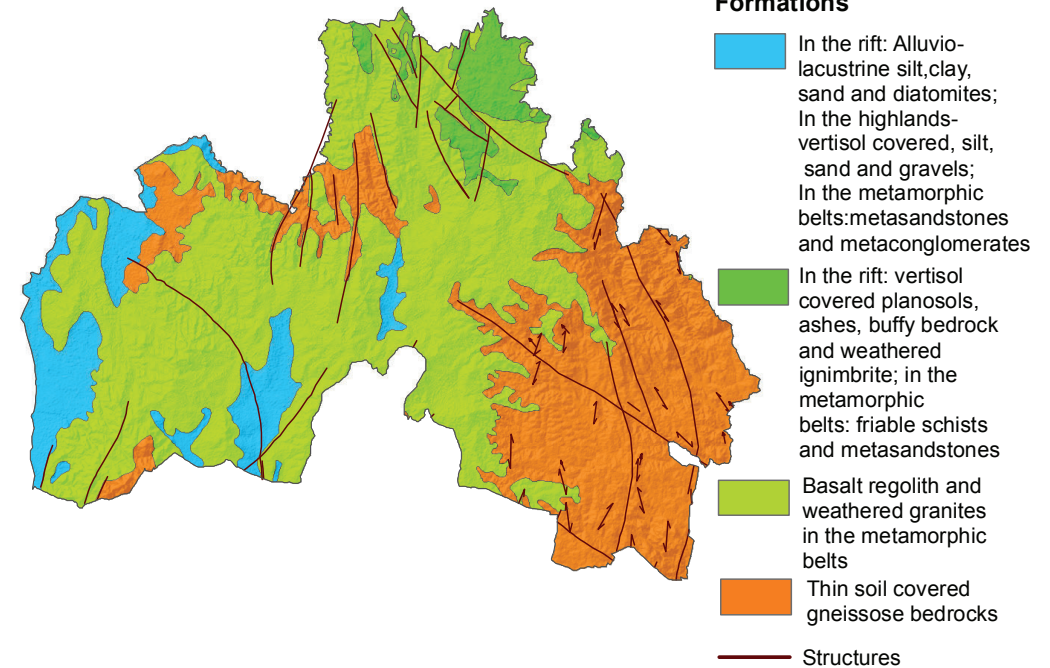 Formations
In the rift: Alluvio-
lacustrine silt,clay,
sand and diatomites;
In the highlands-
vertisol covered, silt,
sand and gravels;
In the metamorphic
belts:metasandstones
and metaconglomerates
In the rift: vertisol
covered planosols,
ashes, buffy bedrock
and weathered
ignimbrite; in the
metamorphic
belts: friable schists
and metasandstones
Basalt regolith and
weathered granites
in the metamorphic
belts
Thin soil covered
gneissose bedrocks
Structures